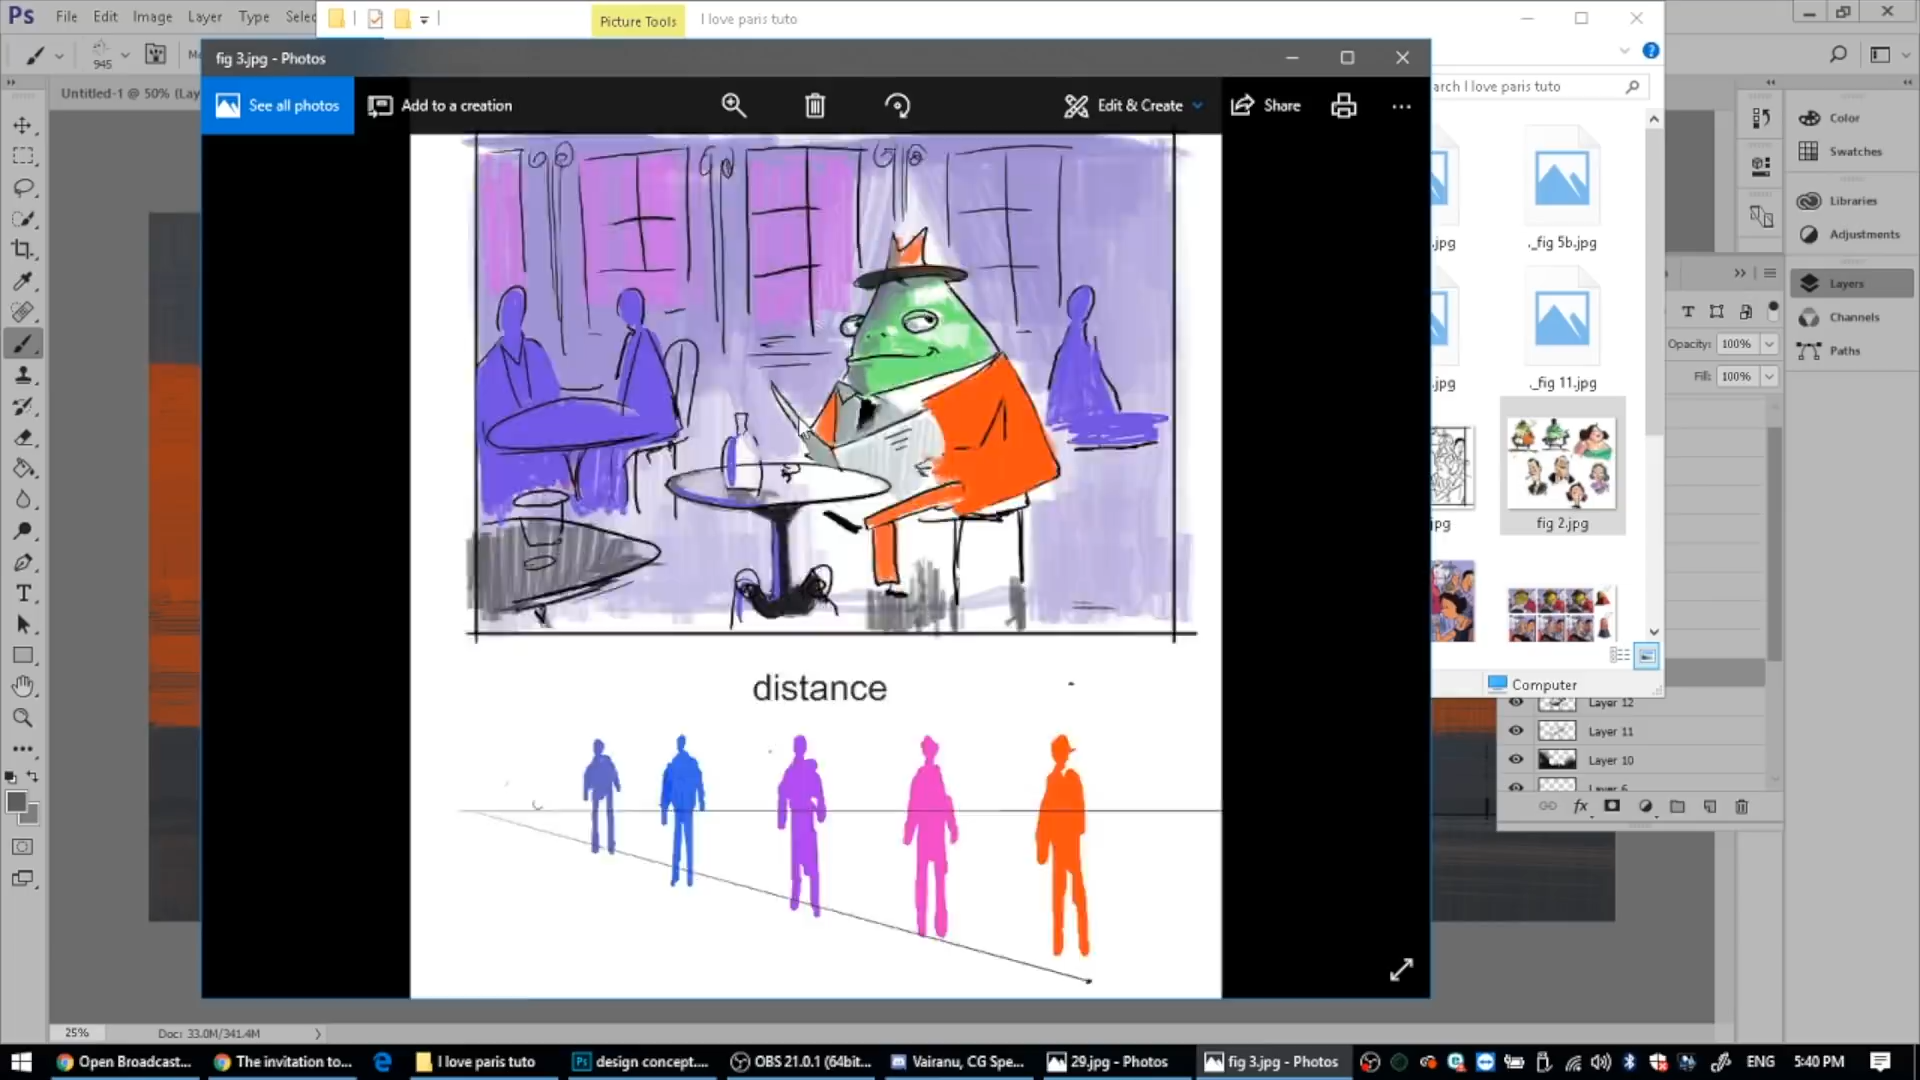 Ps File Edit Image Layer Type
Picture Tools I love paris tuto
945
fig 3.jpg - Photos
Untitled-1 @ 50% (Lay
See all photos Add to a creation Edit & Create Share
arch I love paris tuto
Color
Swatches
Libraries
Adjustments
Layers
Channels
Paths
Opacity: 100%
Fill: 100%
.jpg ._fig 5b.jpg
.jpg ._fig 11.jpg
jpg fig 2.jpg
distance
Computer
Layer 12
Layer 11
Layer 10
25% Doc: 33.0M/341.4M
Open Broadcast... The invitation to... I love paris tuto Ps design concept.... OBS 21.0.1 (64bit... Vairanu, CG Spe... 29.jpg - Photos fig 3.jpg - Photos ENG 5:40 PM